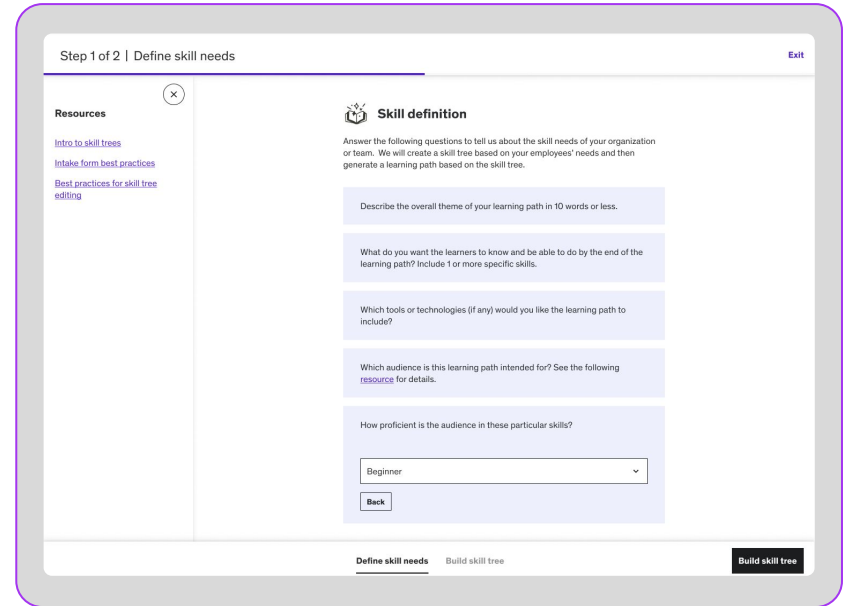 Step 1 of 2 | Define skill needs
Exit
Resources
Intro to skill trees
Intake form best practices
Best practices for skill tree
editing
Skill definition
Answer the following questions to tell us about the skill needs of your organization
or team. We will create a skill tree based on your employees' needs and then
generate a learning path based on the skill tree.
Describe the overall theme of your learning path in 10 words or less.
What do you want the learners to know and be able to do by the end of the
learning path? Include 1 or more specific skills.
Which tools or technologies (if any) would you like the learning path to
include?
Which audience is this learning path intended for? See the following
resource for details.
How proficient is the audience in these particular skills?
Beginner
Back
Define skill needs
Build skill tree
Build skill tree